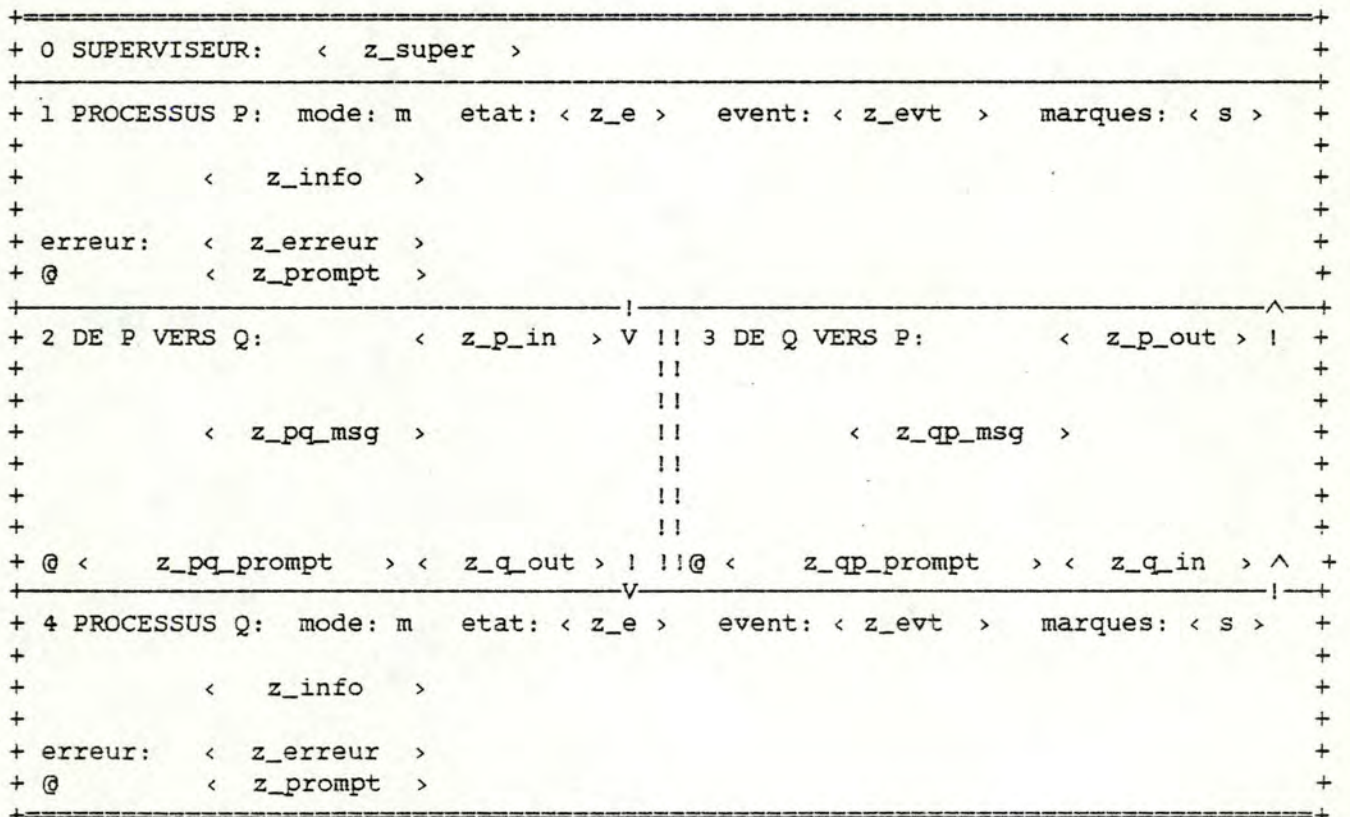 +==============================================================+
+ 0 SUPERVISEUR: < z_super > +
+--------------------------------------------------------------+
+ 1 PROCESSUS P: mode: m etat: < z_e > event: < z_evt > marques: < s > +
+ +
+ < z_info > +
+ +
+ erreur: < z_erreur > +
+ @ < z_prompt > +
+------------------------------!------------------------------^--+
+ 2 DE P VERS Q: < z_p_in > V !! 3 DE Q VERS P: < z_p_out > ! +
+ !! +
+ !! +
+ < z_pq_msg > !! < z_qp_msg > +
+ !! +
+ !! +
+ !! +
+ @ < z_pq_prompt > < z_q_out > ! !!@ < z_qp_prompt > < z_q_in > ^ +
+------------------------------V------------------------------!--+
+ 4 PROCESSUS Q: mode: m etat: < z_e > event: < z_evt > marques: < s > +
+ +
+ < z_info > +
+ +
+ erreur: < z_erreur > +
+ @ < z_prompt > +
+==============================================================+